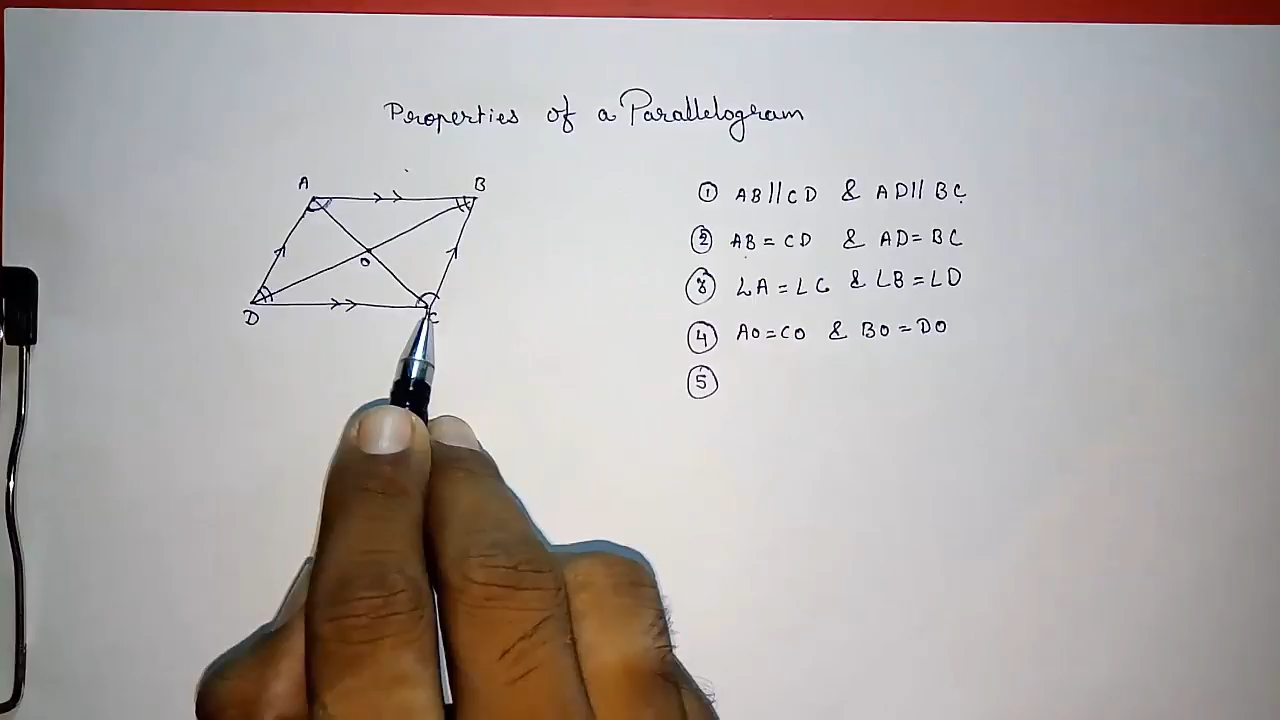 Properties of a Parallelogram
A B
O
D C
① AB//CD & AD//BC
② AB = CD & AD = BC
③ ∠A = ∠C & ∠B = ∠D
④ AO = CO & BO = DO
⑤